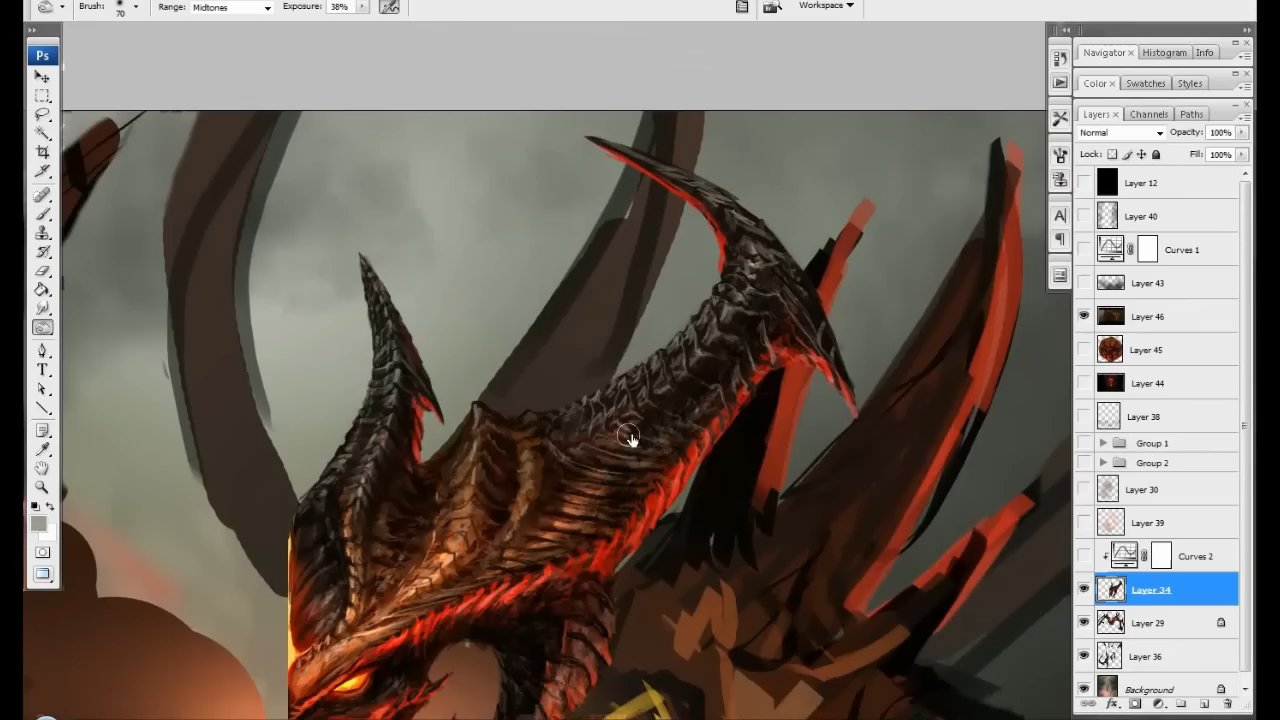 Brush: 70 Range: Midtones Exposure: 38% Workspace
Ps
Navigator × Histogram Info
Color × Swatches Styles
Layers × Channels Paths
Normal Opacity: 100%
Lock: Fill: 100%
Layer 12
Layer 40
Curves 1
Layer 43
Layer 46
Layer 45
Layer 44
Layer 38
Group 1
Group 2
Layer 30
Layer 39
Curves 2
Layer 34
Layer 29
Layer 36
Background